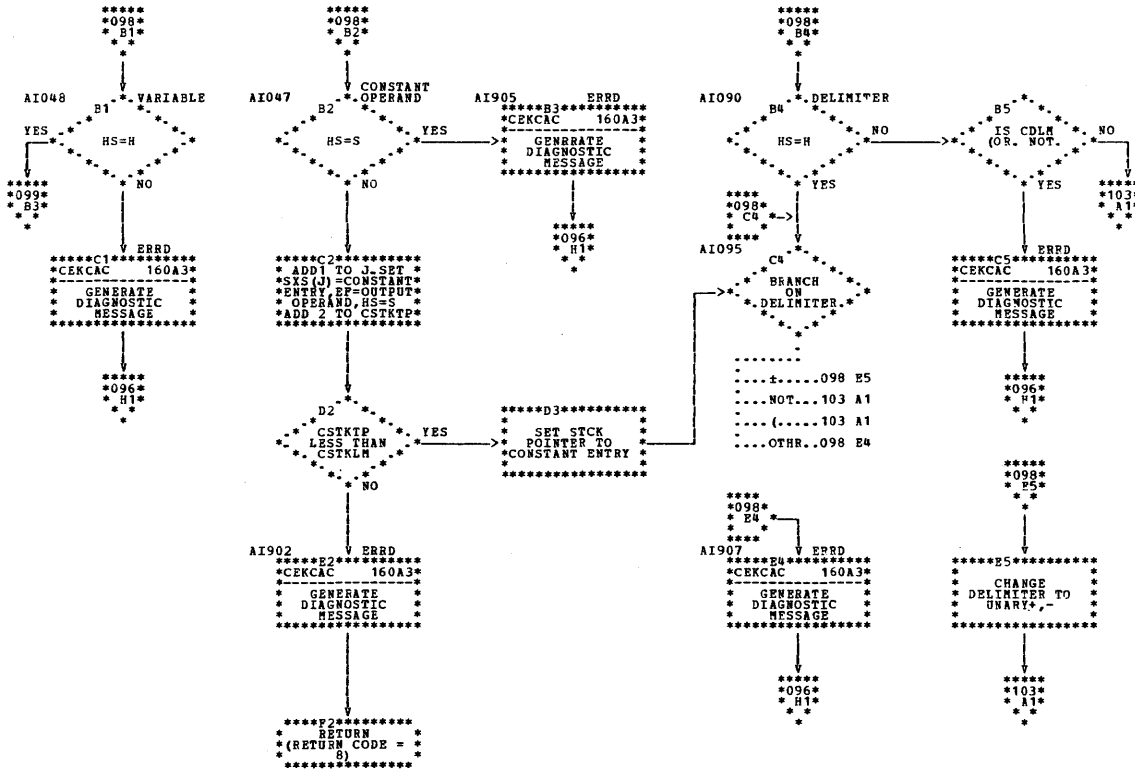 *098*
B1
*098*
B2
*098*
B4
AI048
B1
VARIABLE
YES
HS=H
NO
*099*
B3
AI047
B2
CONSTANT
OPERAND
HS=S
YES
NO
AI905
B3
ERRD
*CEKCAC 160A3*
GENRRATE
DIAGNOSTIC
MESSAGE
*096*
H1
AI090
B4
DELIMITER
HS=H
NO
YES
B5
IS CDLM
(OR. NOT.
NO
YES
*103*
A1
*098*
C4
C1
ERRD
*CEKCAC 160A3*
GENERATE
DIAGNOSTIC
MESSAGE
*096*
H1
C2
ADD1 TO J.SET
*SXS(J)=CONSTANT*
*ENTRY,EF=OUTPUT*
OPERAND,HS=S
*ADD 2 TO CSTKTP*
AI095
C4
BRANCH
ON
DELIMITER
....±.....098 E5
....NOT...103 A1
....(.....103 A1
....OTHR..098 E4
C5
ERRD
*CEKCAC 160A3*
GENERATE
DIAGNOSTIC
MESSAGE
*096*
H1
D2
CSTKTP
LESS THAN
CSTKLM
YES
NO
D3
SET STCK
POINTER TO
*CONSTANT ENTRY*
AI902
E2
ERRD
*CEKCAC 160A3*
GENERATE
DIAGNOSTIC
MESSAGE
*098*
E4
AI907
E4
ERRD
*CEKCAC 160A3*
GENERATE
DIAGNOSTIC
MESSAGE
*096*
H1
*098*
E5
E5
CHANGE
DELIMITER TO
UNARY+,-
*103*
A1
F2
RETURN
(RETURN CODE =
8)